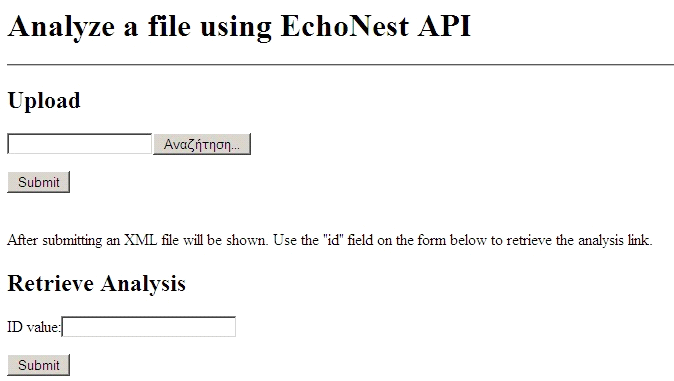 Analyze a file using EchoNest API
Upload
Αναζήτηση...
Submit
After submitting an XML file will be shown. Use the "id" field on the form below to retrieve the analysis link.
Retrieve Analysis
ID value:
Submit